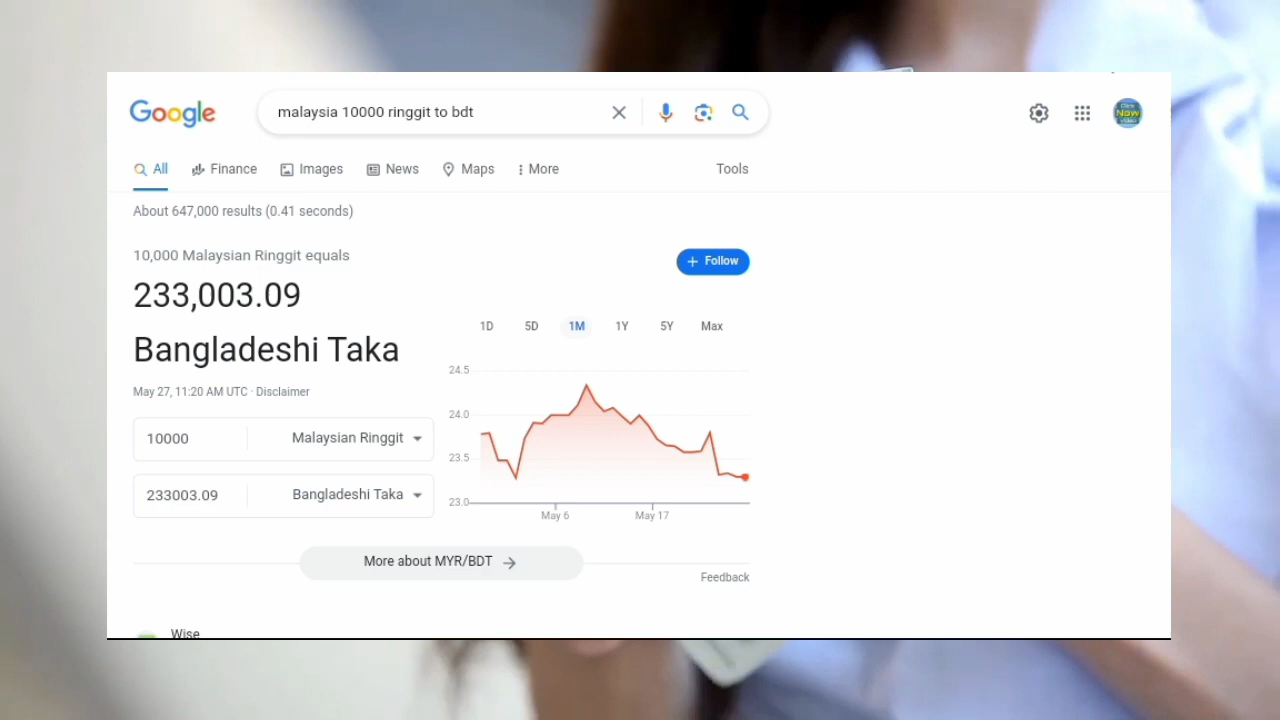 Google
malaysia 10000 ringgit to bdt
All Finance Images News Maps More Tools
About 647,000 results (0.41 seconds)
10,000 Malaysian Ringgit equals
+ Follow
233,003.09
Bangladeshi Taka
May 27, 11:20 AM UTC · Disclaimer
10000 Malaysian Ringgit
233003.09 Bangladeshi Taka
1D 5D 1M 1Y 5Y Max
24.5
24.0
23.5
23.0
May 6 May 17
More about MYR/BDT →
Feedback
Wise